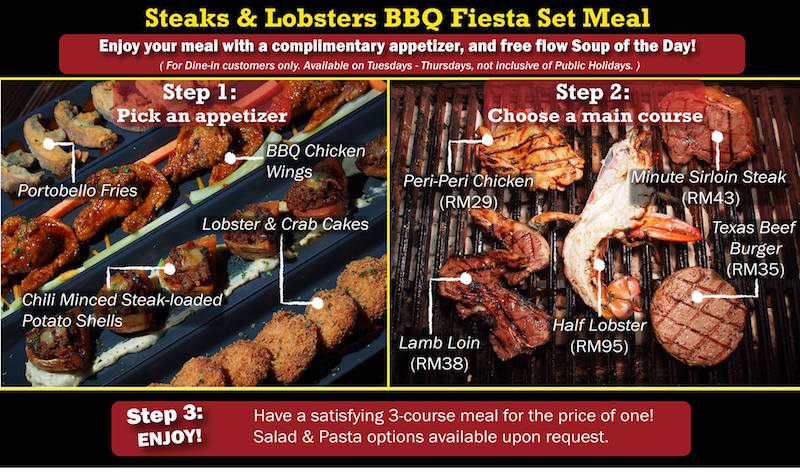 Steaks & Lobsters BBQ Fiesta Set Meal
Enjoy your meal with a complimentary appetizer, and free flow Soup of the Day!
( For Dine-in customers only. Available on Tuesdays - Thursdays, not inclusive of Public Holidays. )
Step 1:
Pick an appetizer
Portobello Fries
BBQ Chicken
Wings
Lobster & Crab Cakes
Chili Minced Steak-loaded
Potato Shells
Step 2:
Choose a main course
Peri-Peri Chicken
(RM29)
Minute Sirloin Steak
(RM43)
Texas Beef
Burger
(RM35)
Lamb Loin
(RM38)
Half Lobster
(RM95)
Step 3:
ENJOY!
Have a satisfying 3-course meal for the price of one!
Salad & Pasta options available upon request.